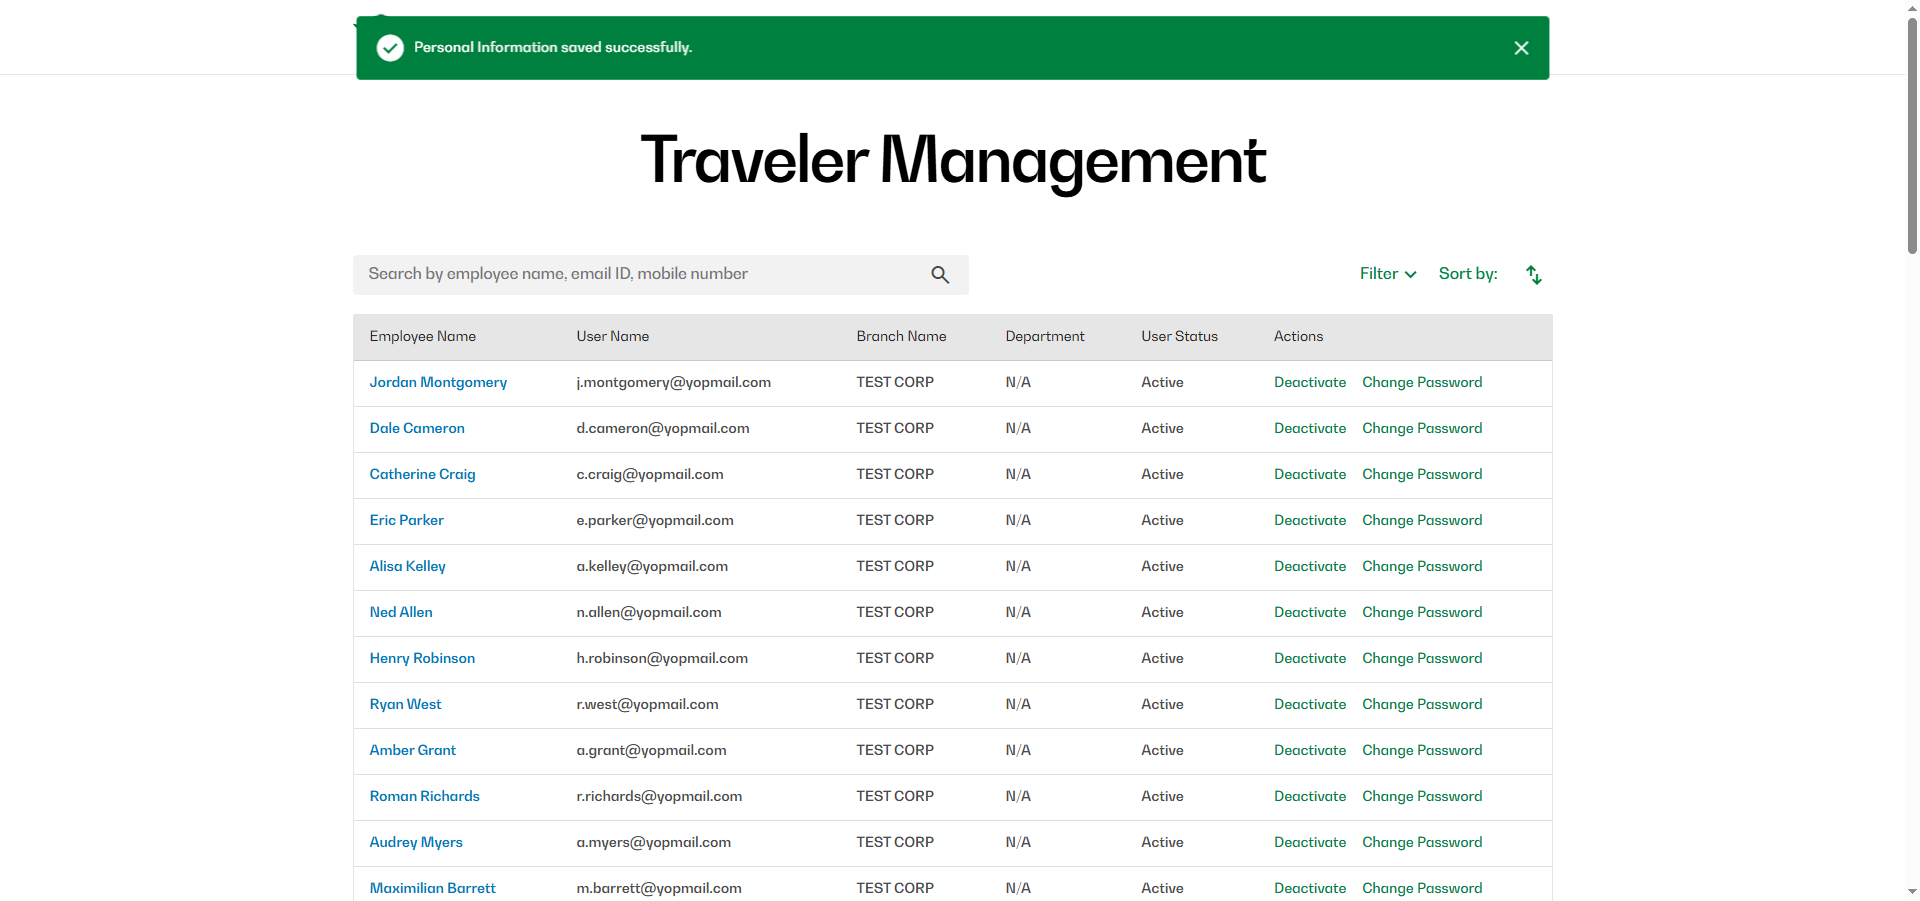 Personal Information saved successfully.
Traveler Management
Search by employee name, email ID, mobile number
Filter Sort by:
Employee Name User Name Branch Name Department User Status Actions
Jordan Montgomery j.montgomery@yopmail.com TEST CORP N/A Active Deactivate Change Password
Dale Cameron d.cameron@yopmail.com TEST CORP N/A Active Deactivate Change Password
Catherine Craig c.craig@yopmail.com TEST CORP N/A Active Deactivate Change Password
Eric Parker e.parker@yopmail.com TEST CORP N/A Active Deactivate Change Password
Alisa Kelley a.kelley@yopmail.com TEST CORP N/A Active Deactivate Change Password
Ned Allen n.allen@yopmail.com TEST CORP N/A Active Deactivate Change Password
Henry Robinson h.robinson@yopmail.com TEST CORP N/A Active Deactivate Change Password
Ryan West r.west@yopmail.com TEST CORP N/A Active Deactivate Change Password
Amber Grant a.grant@yopmail.com TEST CORP N/A Active Deactivate Change Password
Roman Richards r.richards@yopmail.com TEST CORP N/A Active Deactivate Change Password
Audrey Myers a.myers@yopmail.com TEST CORP N/A Active Deactivate Change Password
Maximilian Barrett m.barrett@yopmail.com TEST CORP N/A Active Deactivate Change Password